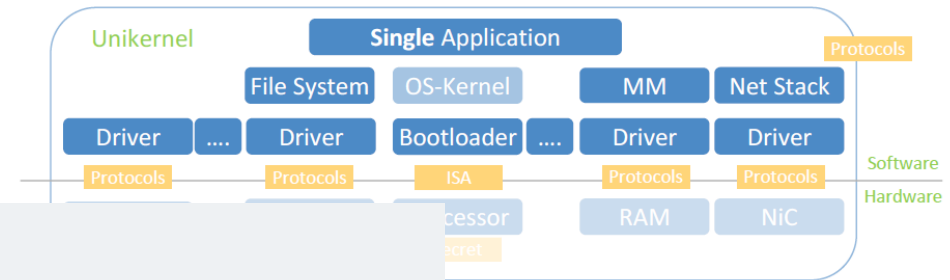 Unikernel
Single Application
Protocols
File System OS-Kernel MM Net Stack
Driver .... Driver Bootloader .... Driver Driver
Software
Protocols Protocols ISA Protocols Protocols
Hardware
RAM NiC